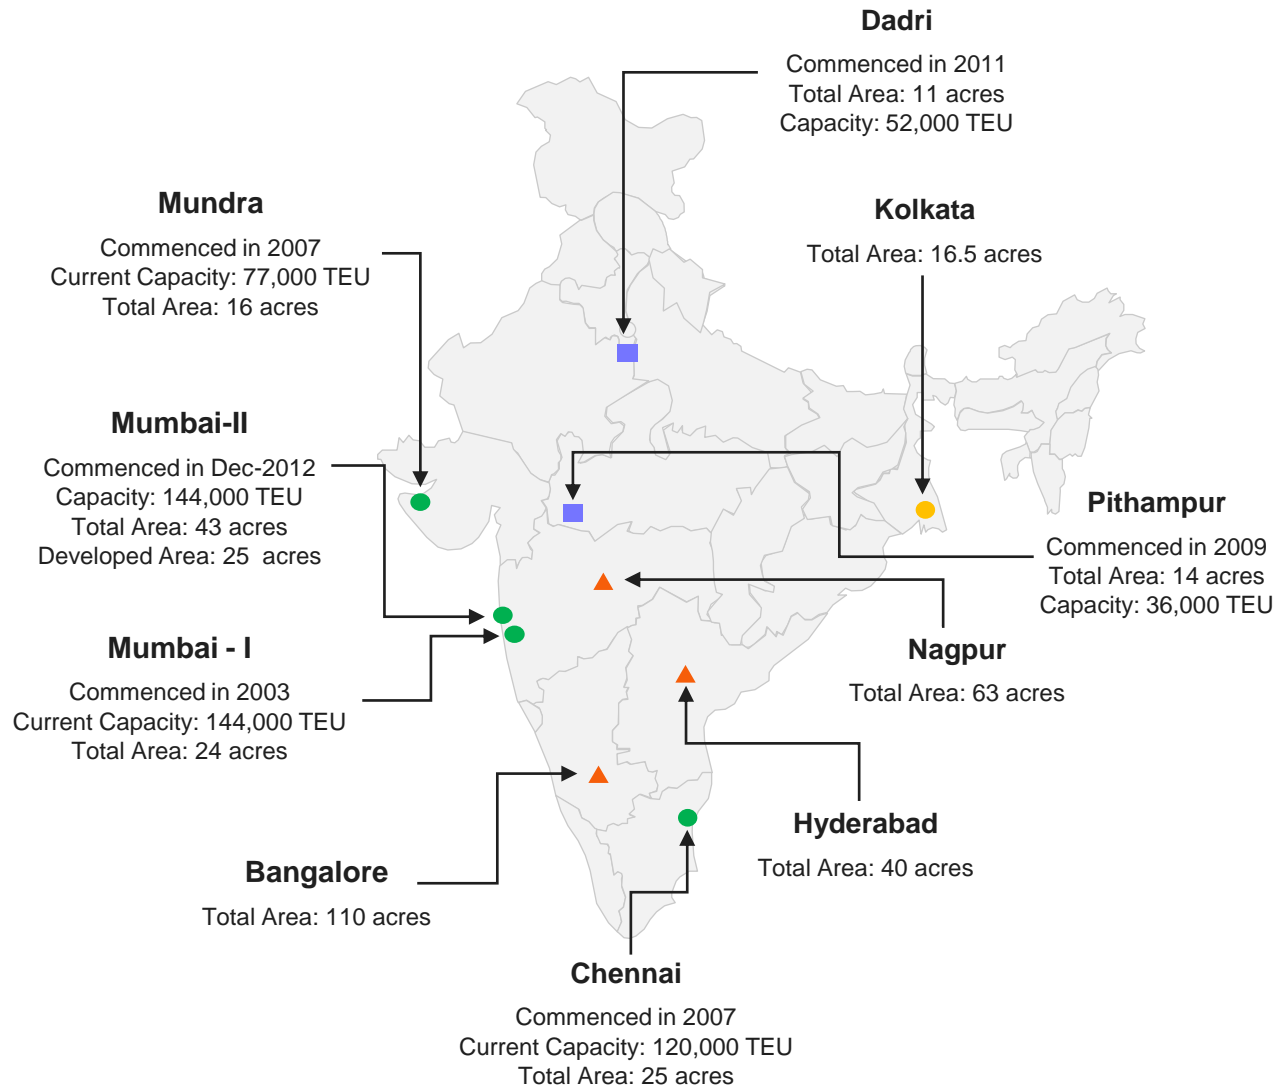 Dadri
Commenced in 2011
Total Area: 11 acres
Capacity: 52,000 TEU
Mundra
Commenced in 2007
Current Capacity: 77,000 TEU
Total Area: 16 acres
Kolkata
Total Area: 16.5 acres
Mumbai-II
Commenced in Dec-2012
Capacity: 144,000 TEU
Total Area: 43 acres
Developed Area: 25  acres
Pithampur
Commenced in 2009
Total Area: 14 acres
Capacity: 36,000 TEU
Mumbai - I
Commenced in 2003
Current Capacity: 144,000 TEU
Total Area: 24 acres
Nagpur
Total Area: 63 acres
Hyderabad
Total Area: 40 acres
Bangalore
Total Area: 110 acres
Chennai
Commenced in 2007
Current Capacity: 120,000 TEU
Total Area: 25 acres